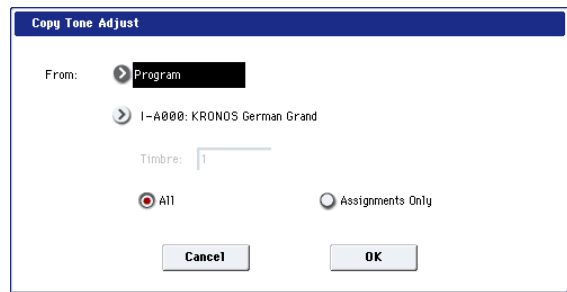 Copy Tone Adjust
From: Program
I-A000: KRONOS German Grand
Timbre: 1
All Assignments Only
Cancel OK